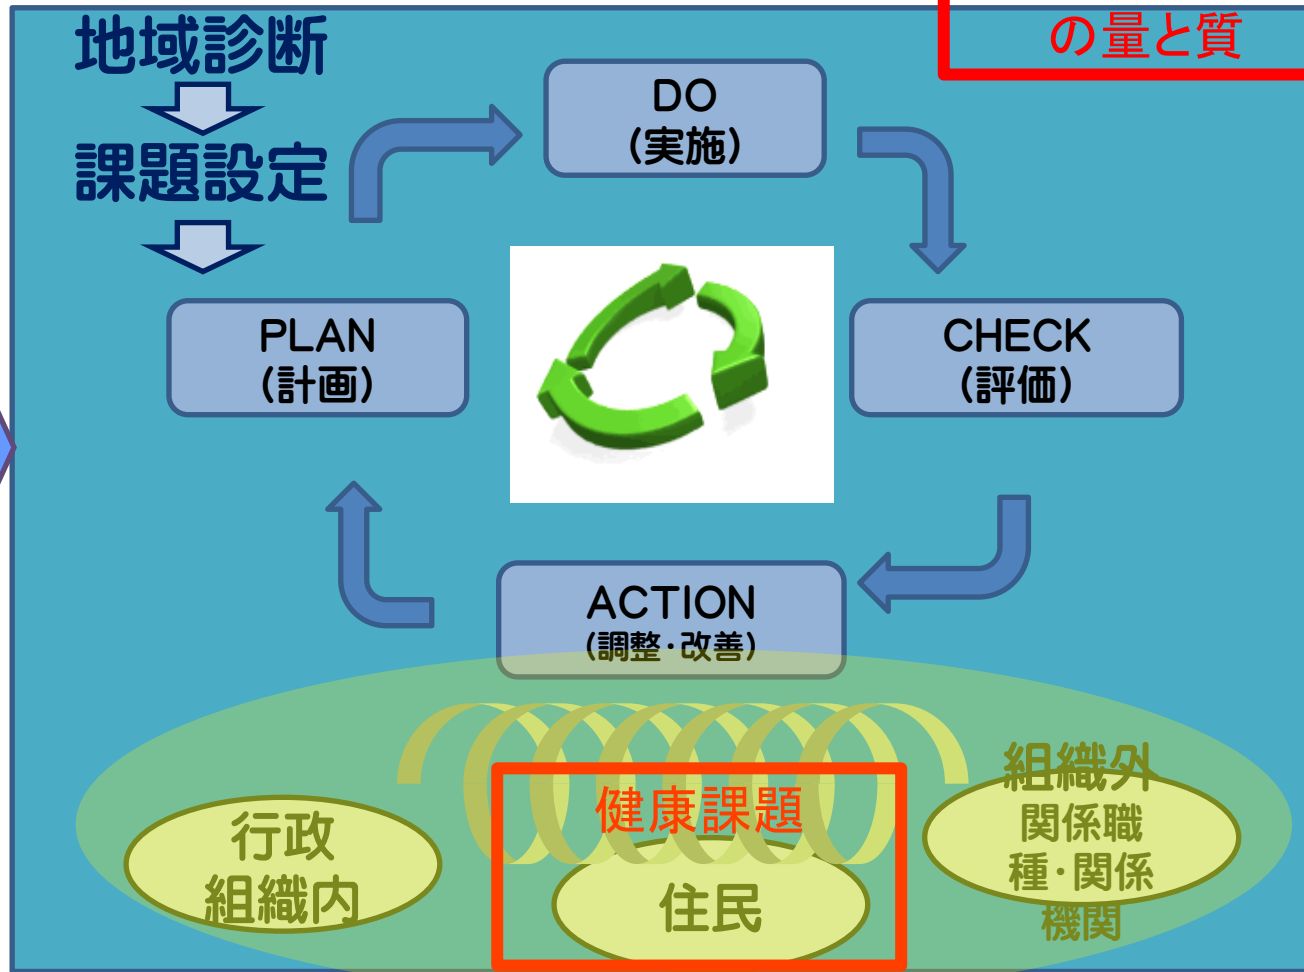 の量と質
地域診断
課題設定
DO
(実施)
PLAN
(計画)
CHECK
(評価)
ACTION
(調整・改善)
健康課題
行政
組織内
住民
組織外
関係職
種・関係
機関